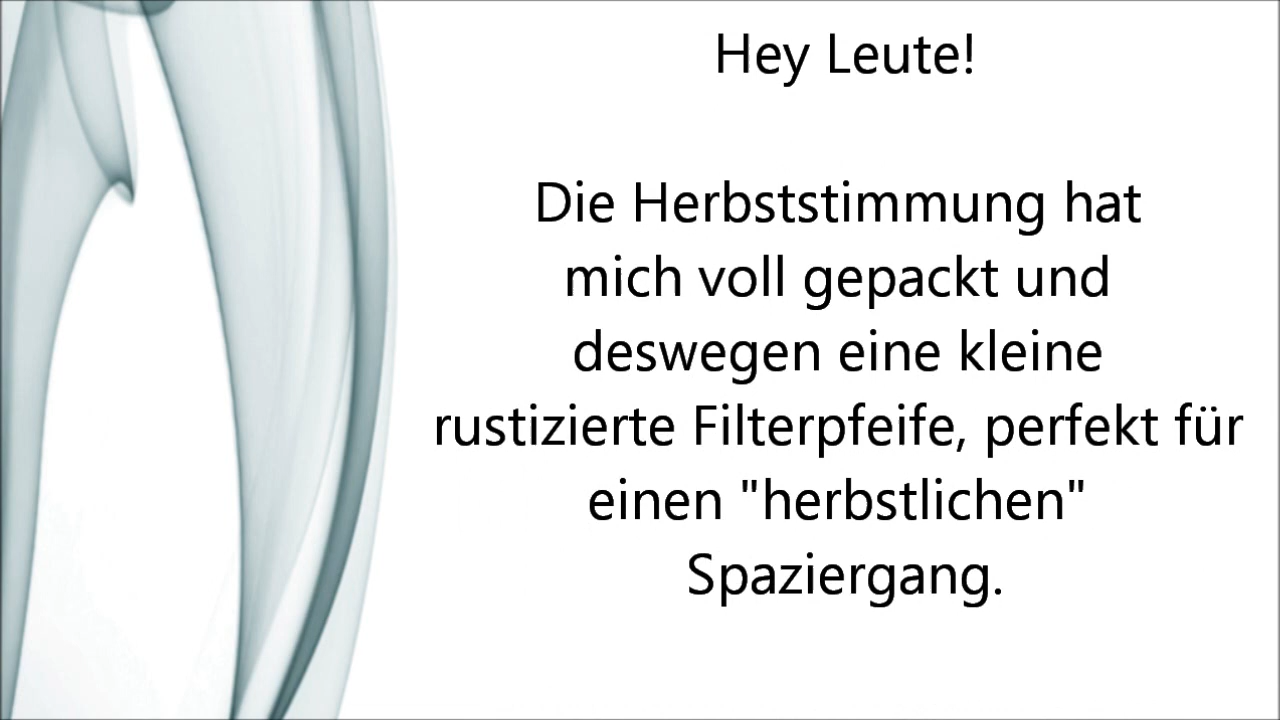 Hey Leute!
Die Herbststimmung hat
mich voll gepackt und
deswegen eine kleine
rustizierte Filterpfeife, perfekt für
einen "herbstlichen"
Spaziergang.